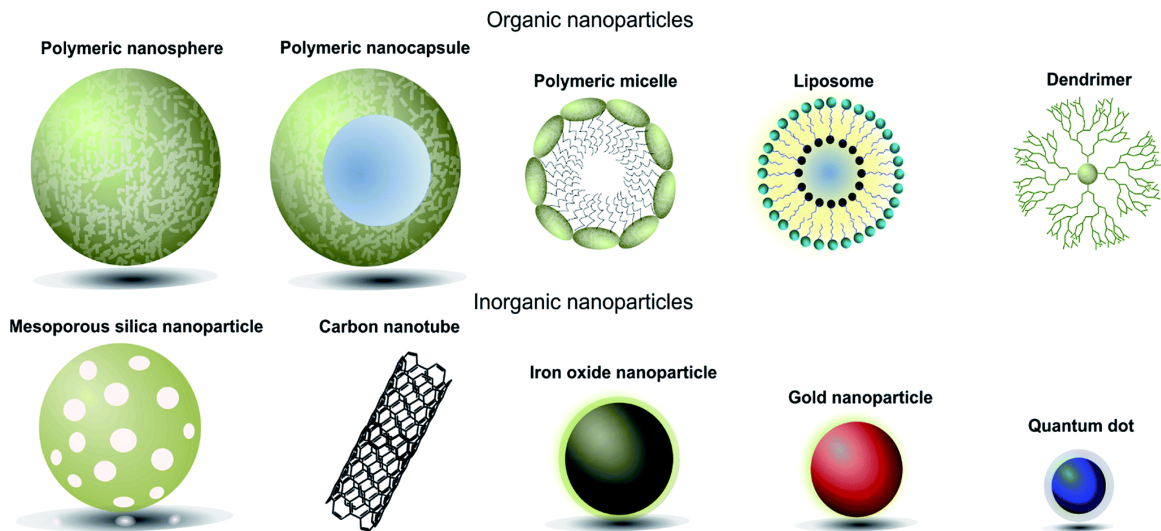 Organic nanoparticles
Polymeric nanosphere
Polymeric nanocapsule
Polymeric micelle
Liposome
Dendrimer
Inorganic nanoparticles
Mesoporous silica nanoparticle
Carbon nanotube
Iron oxide nanoparticle
Gold nanoparticle
Quantum dot